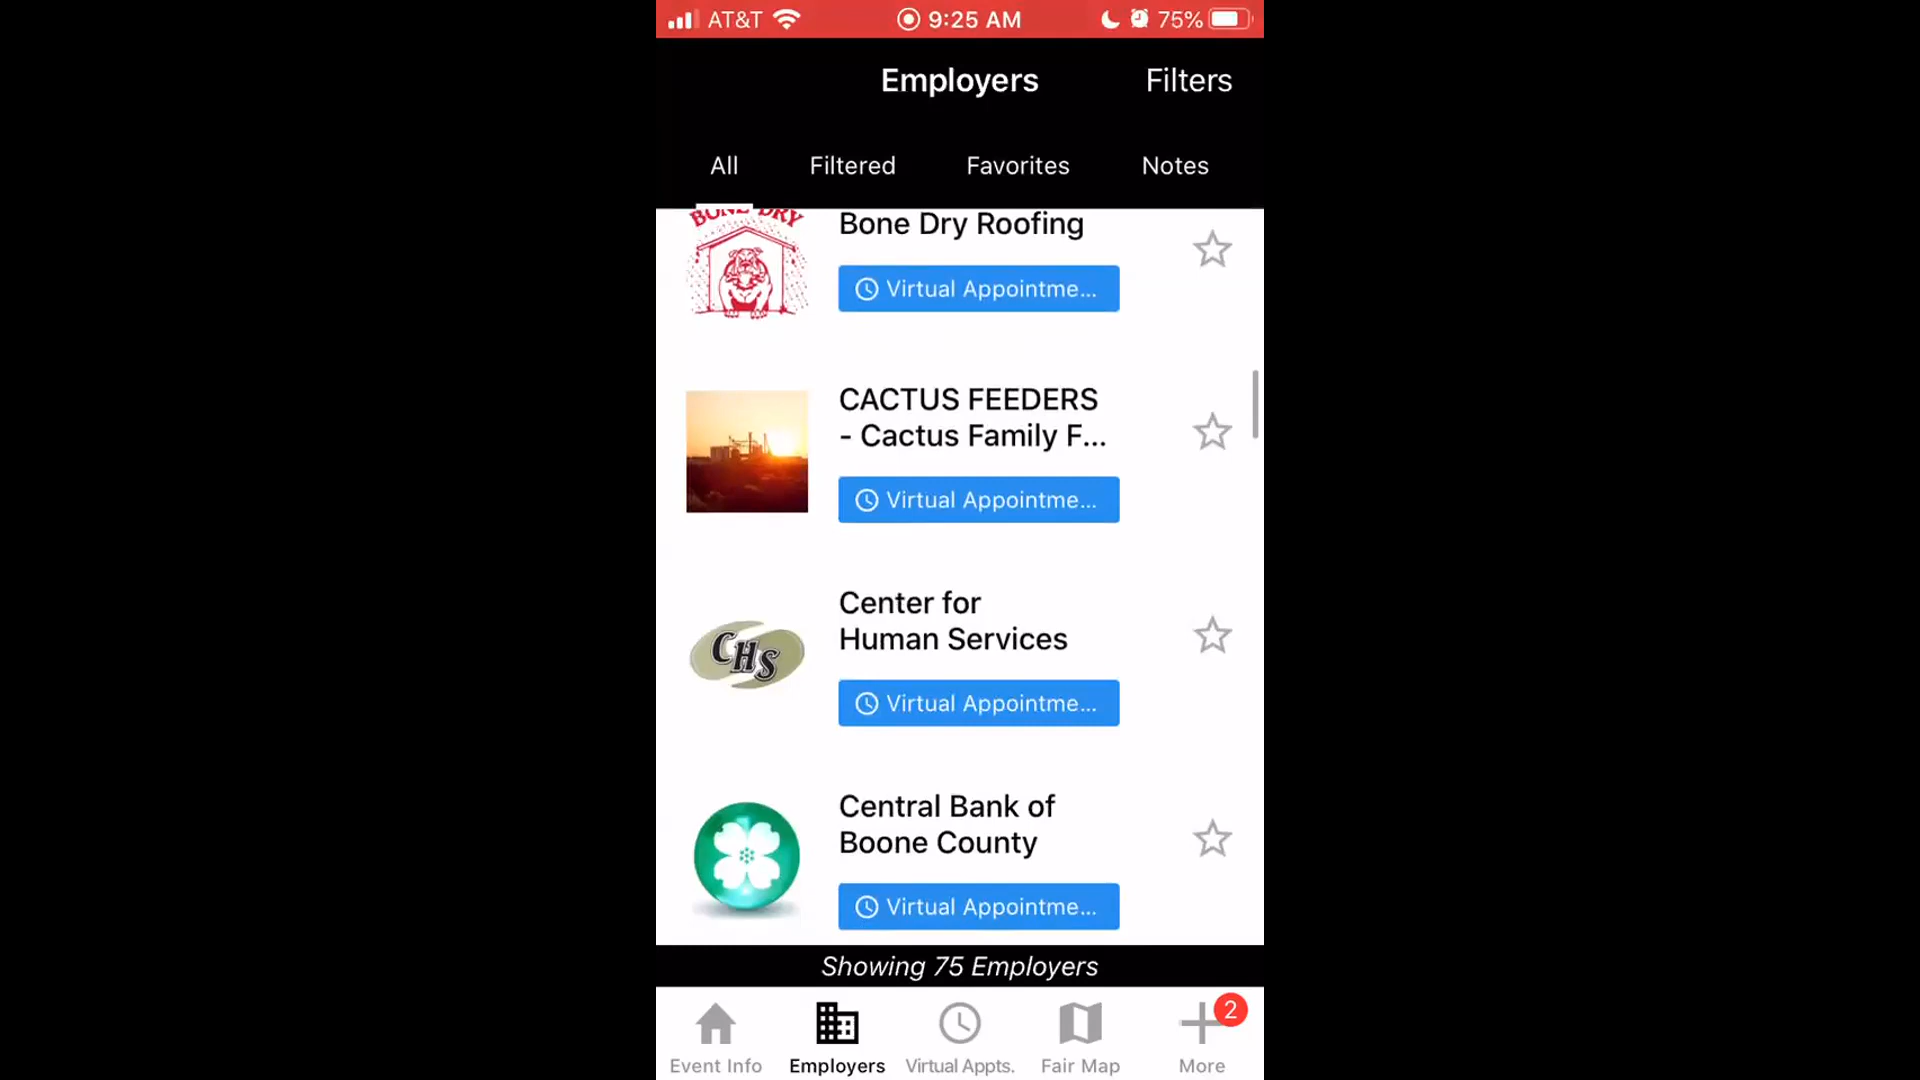 AT&T 9:25 AM 75%
Employers Filters
All Filtered Favorites Notes
BONE DRY
Bone Dry Roofing
Virtual Appointme...
CACTUS FEEDERS
- Cactus Family F...
Virtual Appointme...
CHS
Center for
Human Services
Virtual Appointme...
Central Bank of
Boone County
Virtual Appointme...
Showing 75 Employers
2
Event Info Employers Virtual Appts. Fair Map More